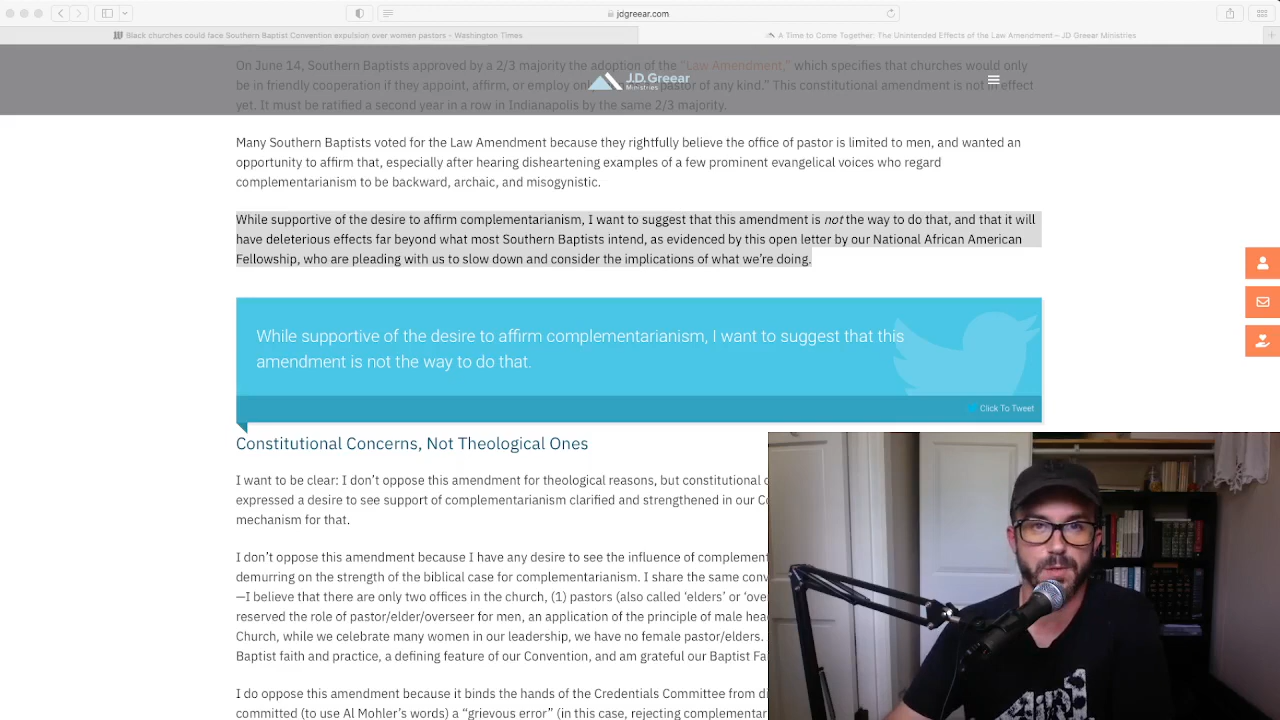 jdgreear.com
Black churches could face Southern Baptist Convention expulsion over women pastors - Washington Times
A Time to Come Together: The Unintended Effects of the Law Amendment – JD Greear Ministries
On June 14, Southern Baptists approved by a 2/3 majority the adoption of the "Law Amendment," which specifies that churches would only
be in friendly cooperation if they appoint, affirm, or employ only pastor of any kind." This constitutional amendment is not in effect
yet. It must be ratified a second year in a row in Indianapolis by the same 2/3 majority.
J.D.Greear
Ministries
Many Southern Baptists voted for the Law Amendment because they rightfully believe the office of pastor is limited to men, and wanted an
opportunity to affirm that, especially after hearing disheartening examples of a few prominent evangelical voices who regard
complementarianism to be backward, archaic, and misogynistic.
While supportive of the desire to affirm complementarianism, I want to suggest that this amendment is not the way to do that, and that it will
have deleterious effects far beyond what most Southern Baptists intend, as evidenced by this open letter by our National African American
Fellowship, who are pleading with us to slow down and consider the implications of what we're doing.
While supportive of the desire to affirm complementarianism, I want to suggest that this
amendment is not the way to do that.
Click To Tweet
Constitutional Concerns, Not Theological Ones
I want to be clear: I don't oppose this amendment for theological reasons, but constitutional
expressed a desire to see support of complementarianism clarified and strengthened in our
mechanism for that.
I don't oppose this amendment because I have any desire to see the influence of
demurring on the strength of the biblical case for complementarianism. I share the same
—I believe that there are only two offices in the church, (1) pastors (also called 'elders' or
reserved the role of pastor/elder/overseer for men, an application of the principle of male
Church, while we celebrate many women in our leadership, we have no female pastor/elders.
Baptist faith and practice, a defining feature of our Convention, and am grateful our Baptist
I do oppose this amendment because it binds the hands of the Credentials Committee from
committed (to use Al Mohler's words) a "grievous error" (in this case, rejecting